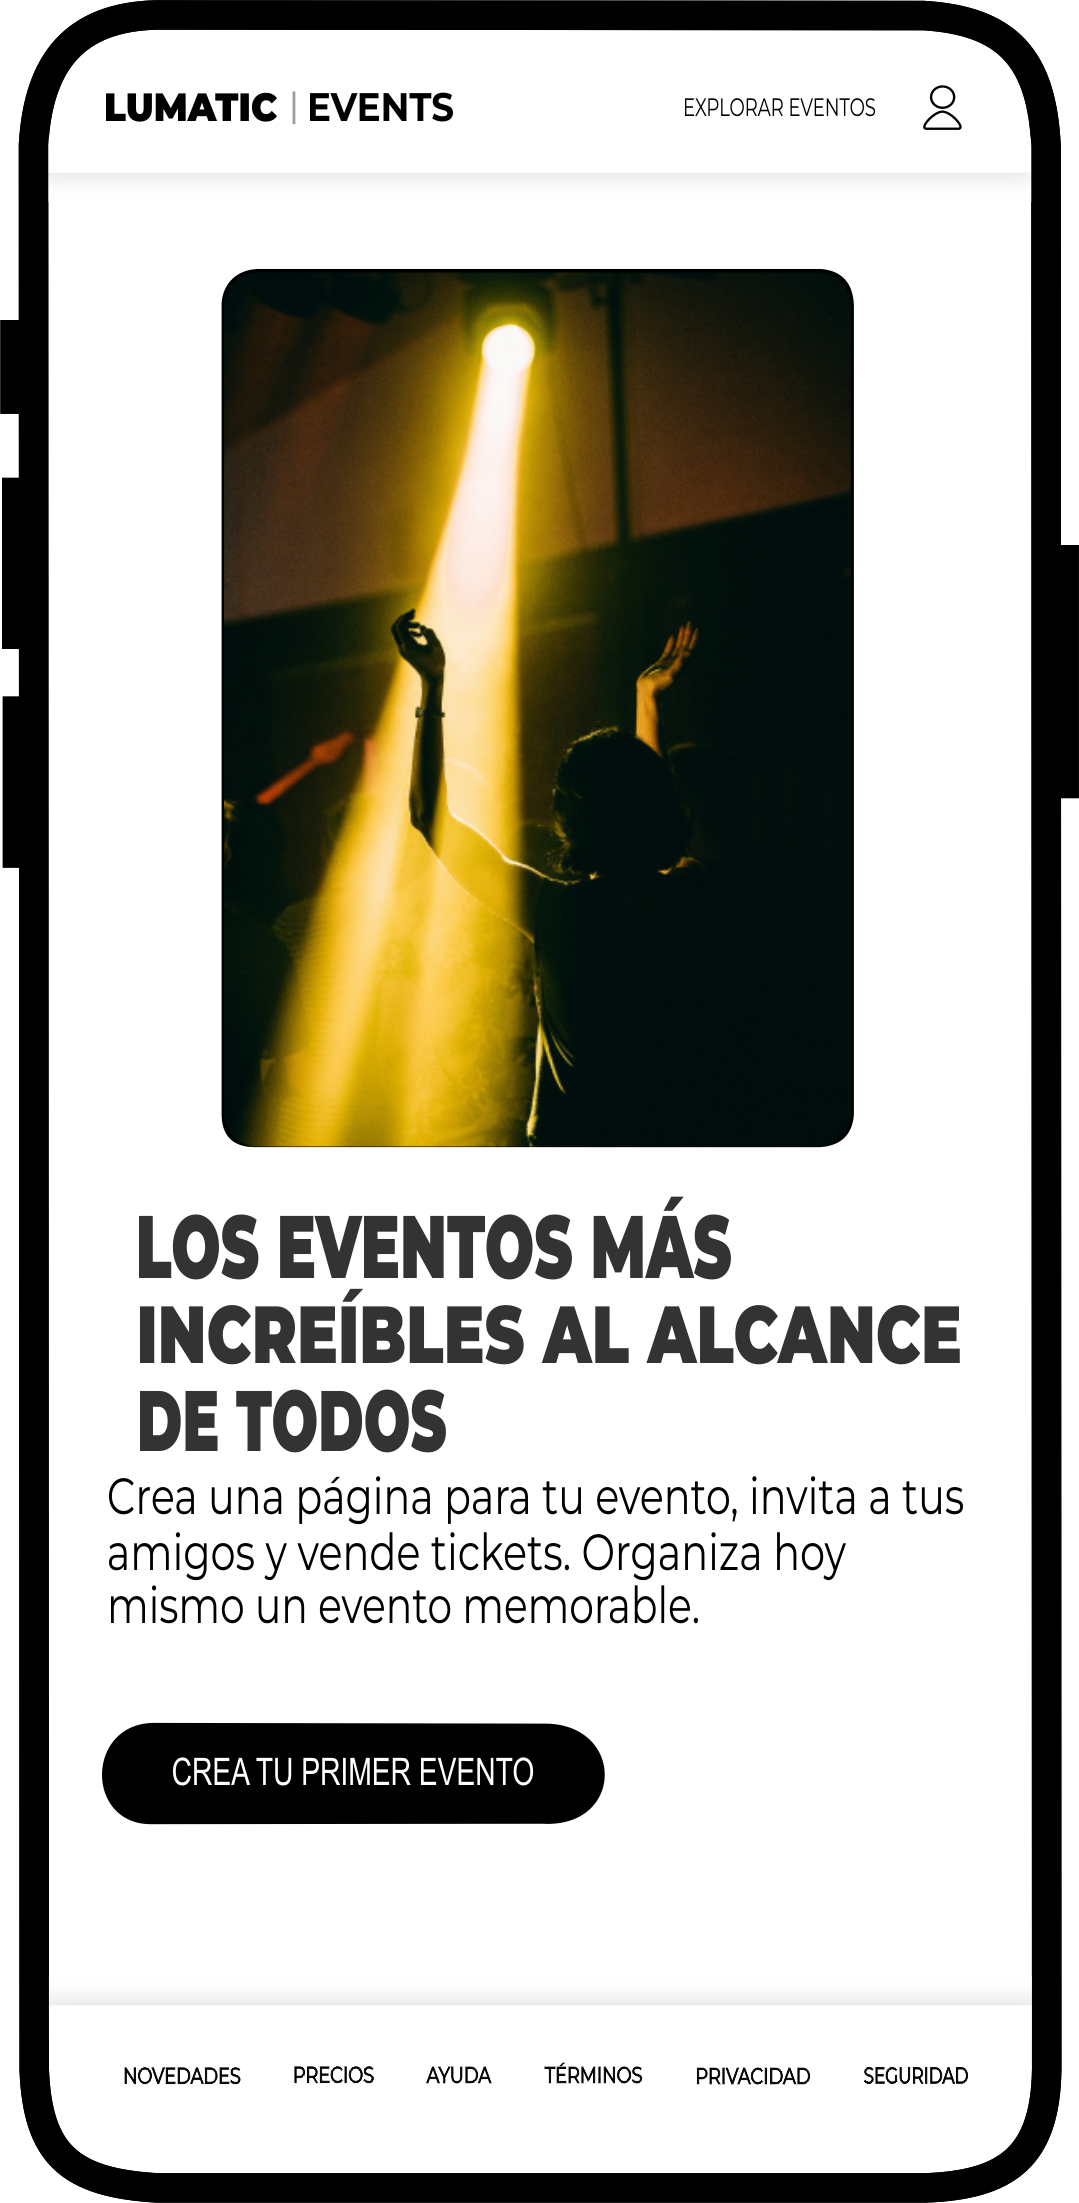 LUMATIC | EVENTS
EXPLORAR EVENTOS
LOS EVENTOS MÁS
INCREÍBLES AL ALCANCE
DE TODOS
Crea una página para tu evento, invita a tus
amigos y vende tickets. Organiza hoy
mismo un evento memorable.
CREA TU PRIMER EVENTO
NOVEDADES PRECIOS AYUDA TÉRMINOS PRIVACIDAD SEGURIDAD